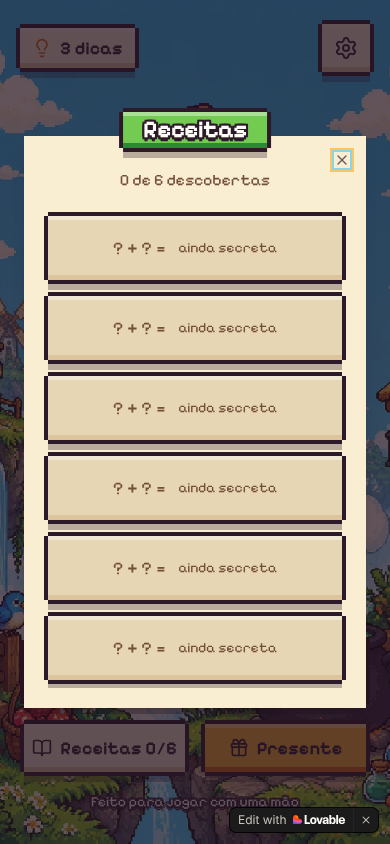 3 dicas
Receitas
0 de 6 descobertas
? + ? = ainda secreta
? + ? = ainda secreta
? + ? = ainda secreta
? + ? = ainda secreta
? + ? = ainda secreta
? + ? = ainda secreta
Receitas 0/6
Presente
Feito para jogar com uma mão
Edit with Lovable